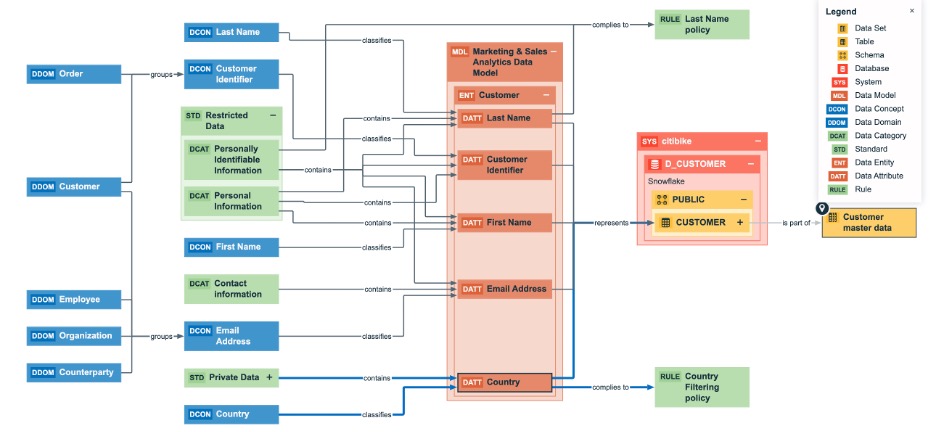 DCON Last Name
classifies
complies to
RULE Last Name
policy
Legend
×
Data Set
Table
Schema
Database
SYS System
MDL Data Model
DCON Data Concept
DDOM Data Domain
DCAT Data Category
STD Standard
ENT Data Entity
DATT Data Attribute
RULE Rule
DDOM Order
groups
DCON Customer
Identifier
MDL Marketing & Sales
Analytics Data
Model
−
ENT Customer −
STD Restricted
Data
−
contains
DATT Last Name
classifies
DCAT Personally
Identifiable
Information
contains
DATT Customer
Identifier
SYS citibike −
D_CUSTOMER −
Snowflake
PUBLIC −
CUSTOMER +
DDOM Customer
DCAT Personal
Information
contains
contains
DATT First Name
represents
is part of
Customer
master data
DCON First Name
classifies
DCAT Contact
information
contains
DATT Email Address
DDOM Employee
DDOM Organization
groups
DCON Email
Address
classifies
DDOM Counterparty
STD Private Data +
contains
DATT Country
complies to
RULE Country
Filtering
policy
DCON Country
classifies